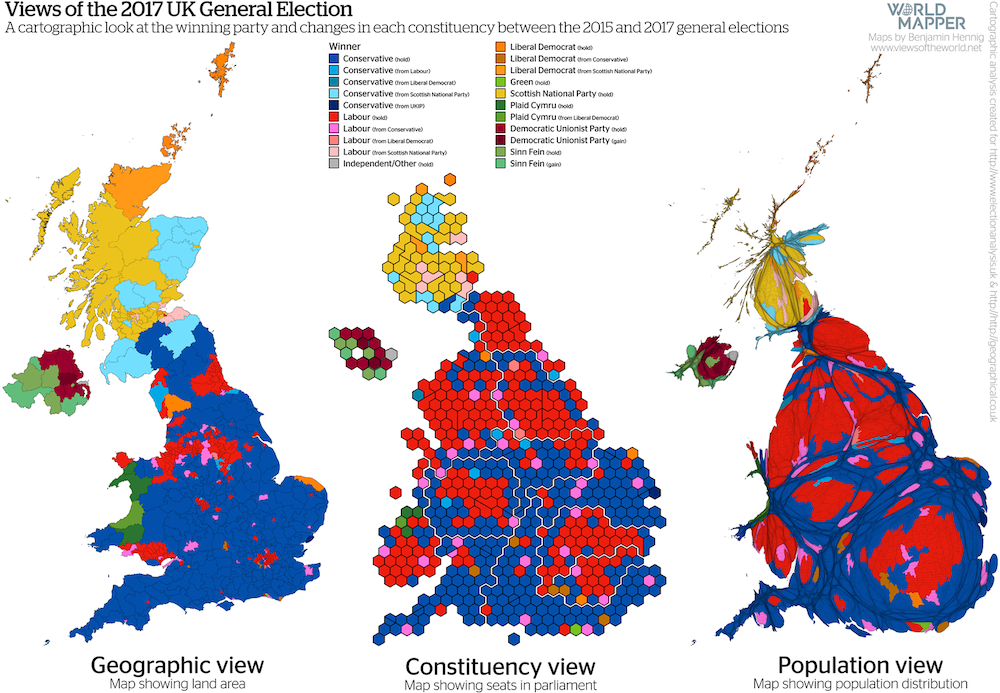 Views of the 2017 UK General Election
A cartographic look at the winning party and changes in each constituency between the 2015 and 2017 general elections
WORLD
MAPPER
Maps by Benjamin Hennig
www.viewsoftheworld.net
Cartographic analysis created for http://www.electionanalysis.uk & http://http://geographical.co.uk
Winner
Conservative (hold)
Conservative (from Labour)
Conservative (from Liberal Democrat)
Conservative (from Scottish National Party)
Conservative (from UKIP)
Labour (hold)
Labour (from Conservative)
Labour (from Liberal Democrat)
Labour (from Scottish National Party)
Independent/Other (hold)
Liberal Democrat (hold)
Liberal Democrat (from Conservative)
Liberal Democrat (from Scottish National Party)
Green (hold)
Scottish National Party (hold)
Plaid Cymru (hold)
Plaid Cymru (from Liberal Democrat)
Democratic Unionist Party (hold)
Democratic Unionist Party (gain)
Sinn Fein (hold)
Sinn Fein (gain)
Geographic view
Map showing land area
Constituency view
Map showing seats in parliament
Population view
Map showing population distribution